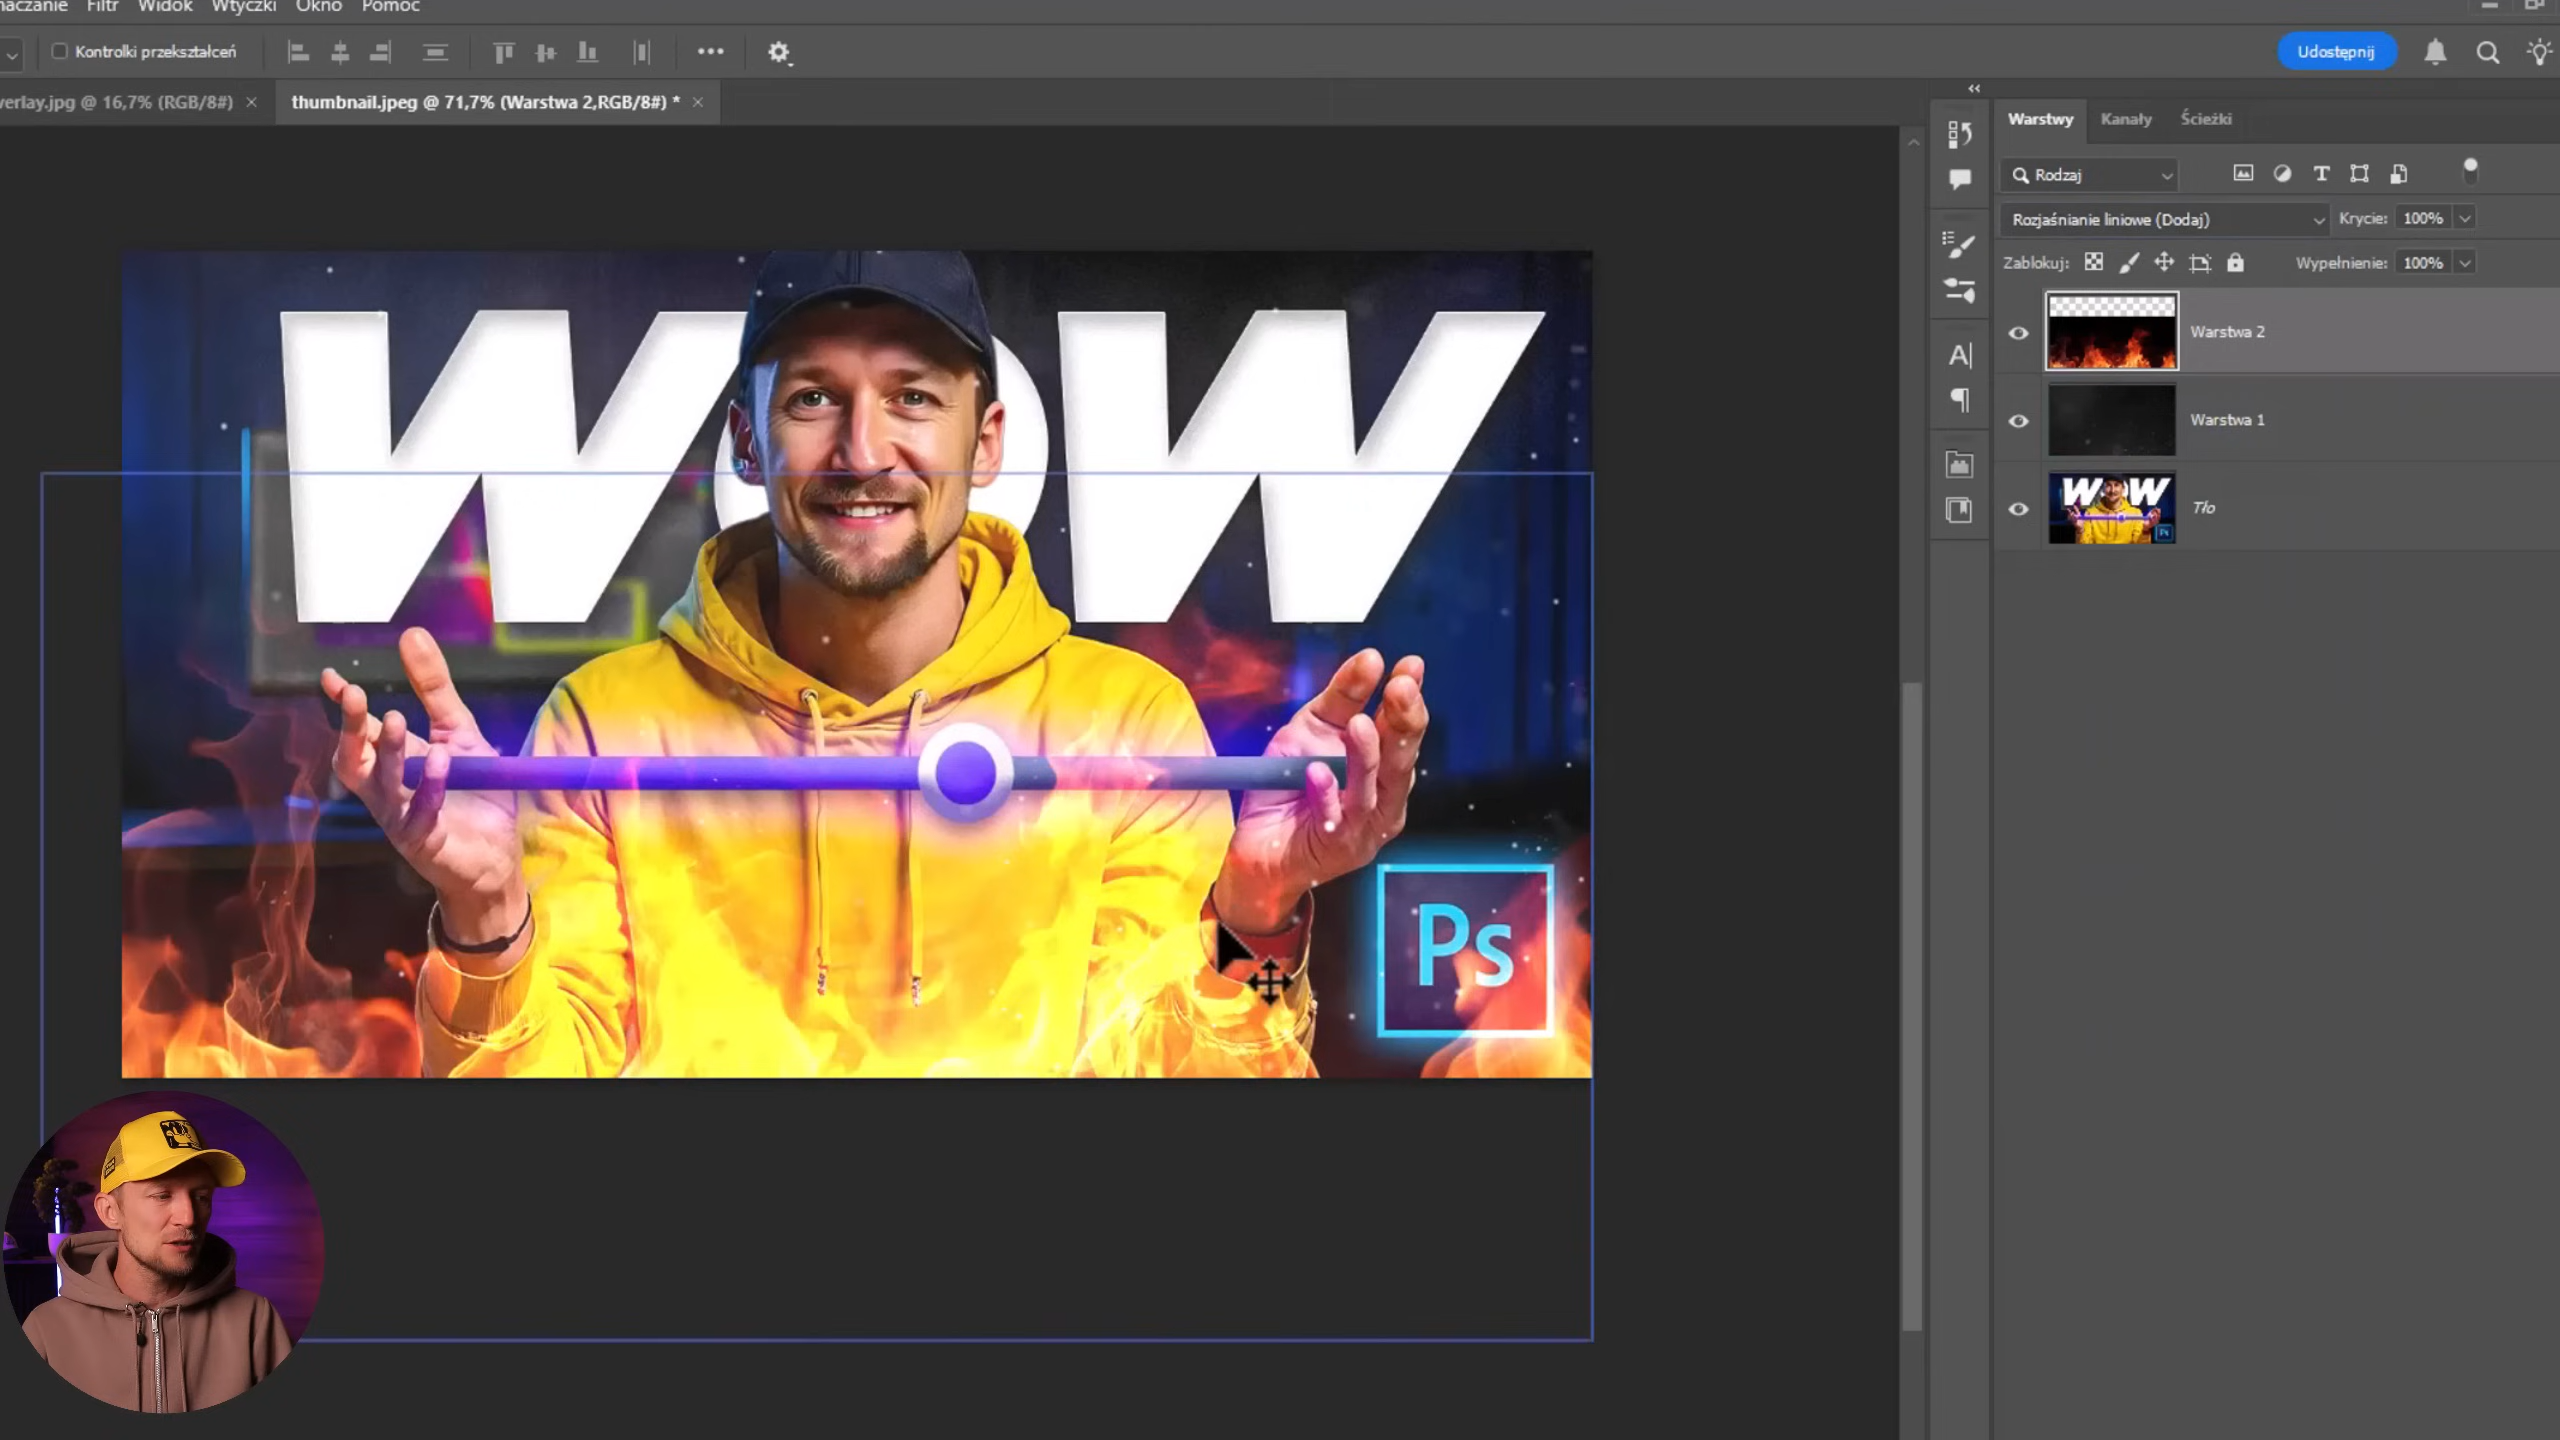 Filtr Widok Wtyczki Okno Pomoc
Kontrolki przekształceń
Udostępnij
verlay.jpg @ 16,7% (RGB/8#) ×
thumbnail.jpeg @ 71,7% (Warstwa 2,RGB/8#) * ×
Warstwy Kanały Ścieżki
Rodzaj
Rozjaśnianie liniowe (Dodaj) Krycie: 100%
Zablokuj: Wypełnienie: 100%
Warstwa 2
Warstwa 1
Tło
WOW
Ps